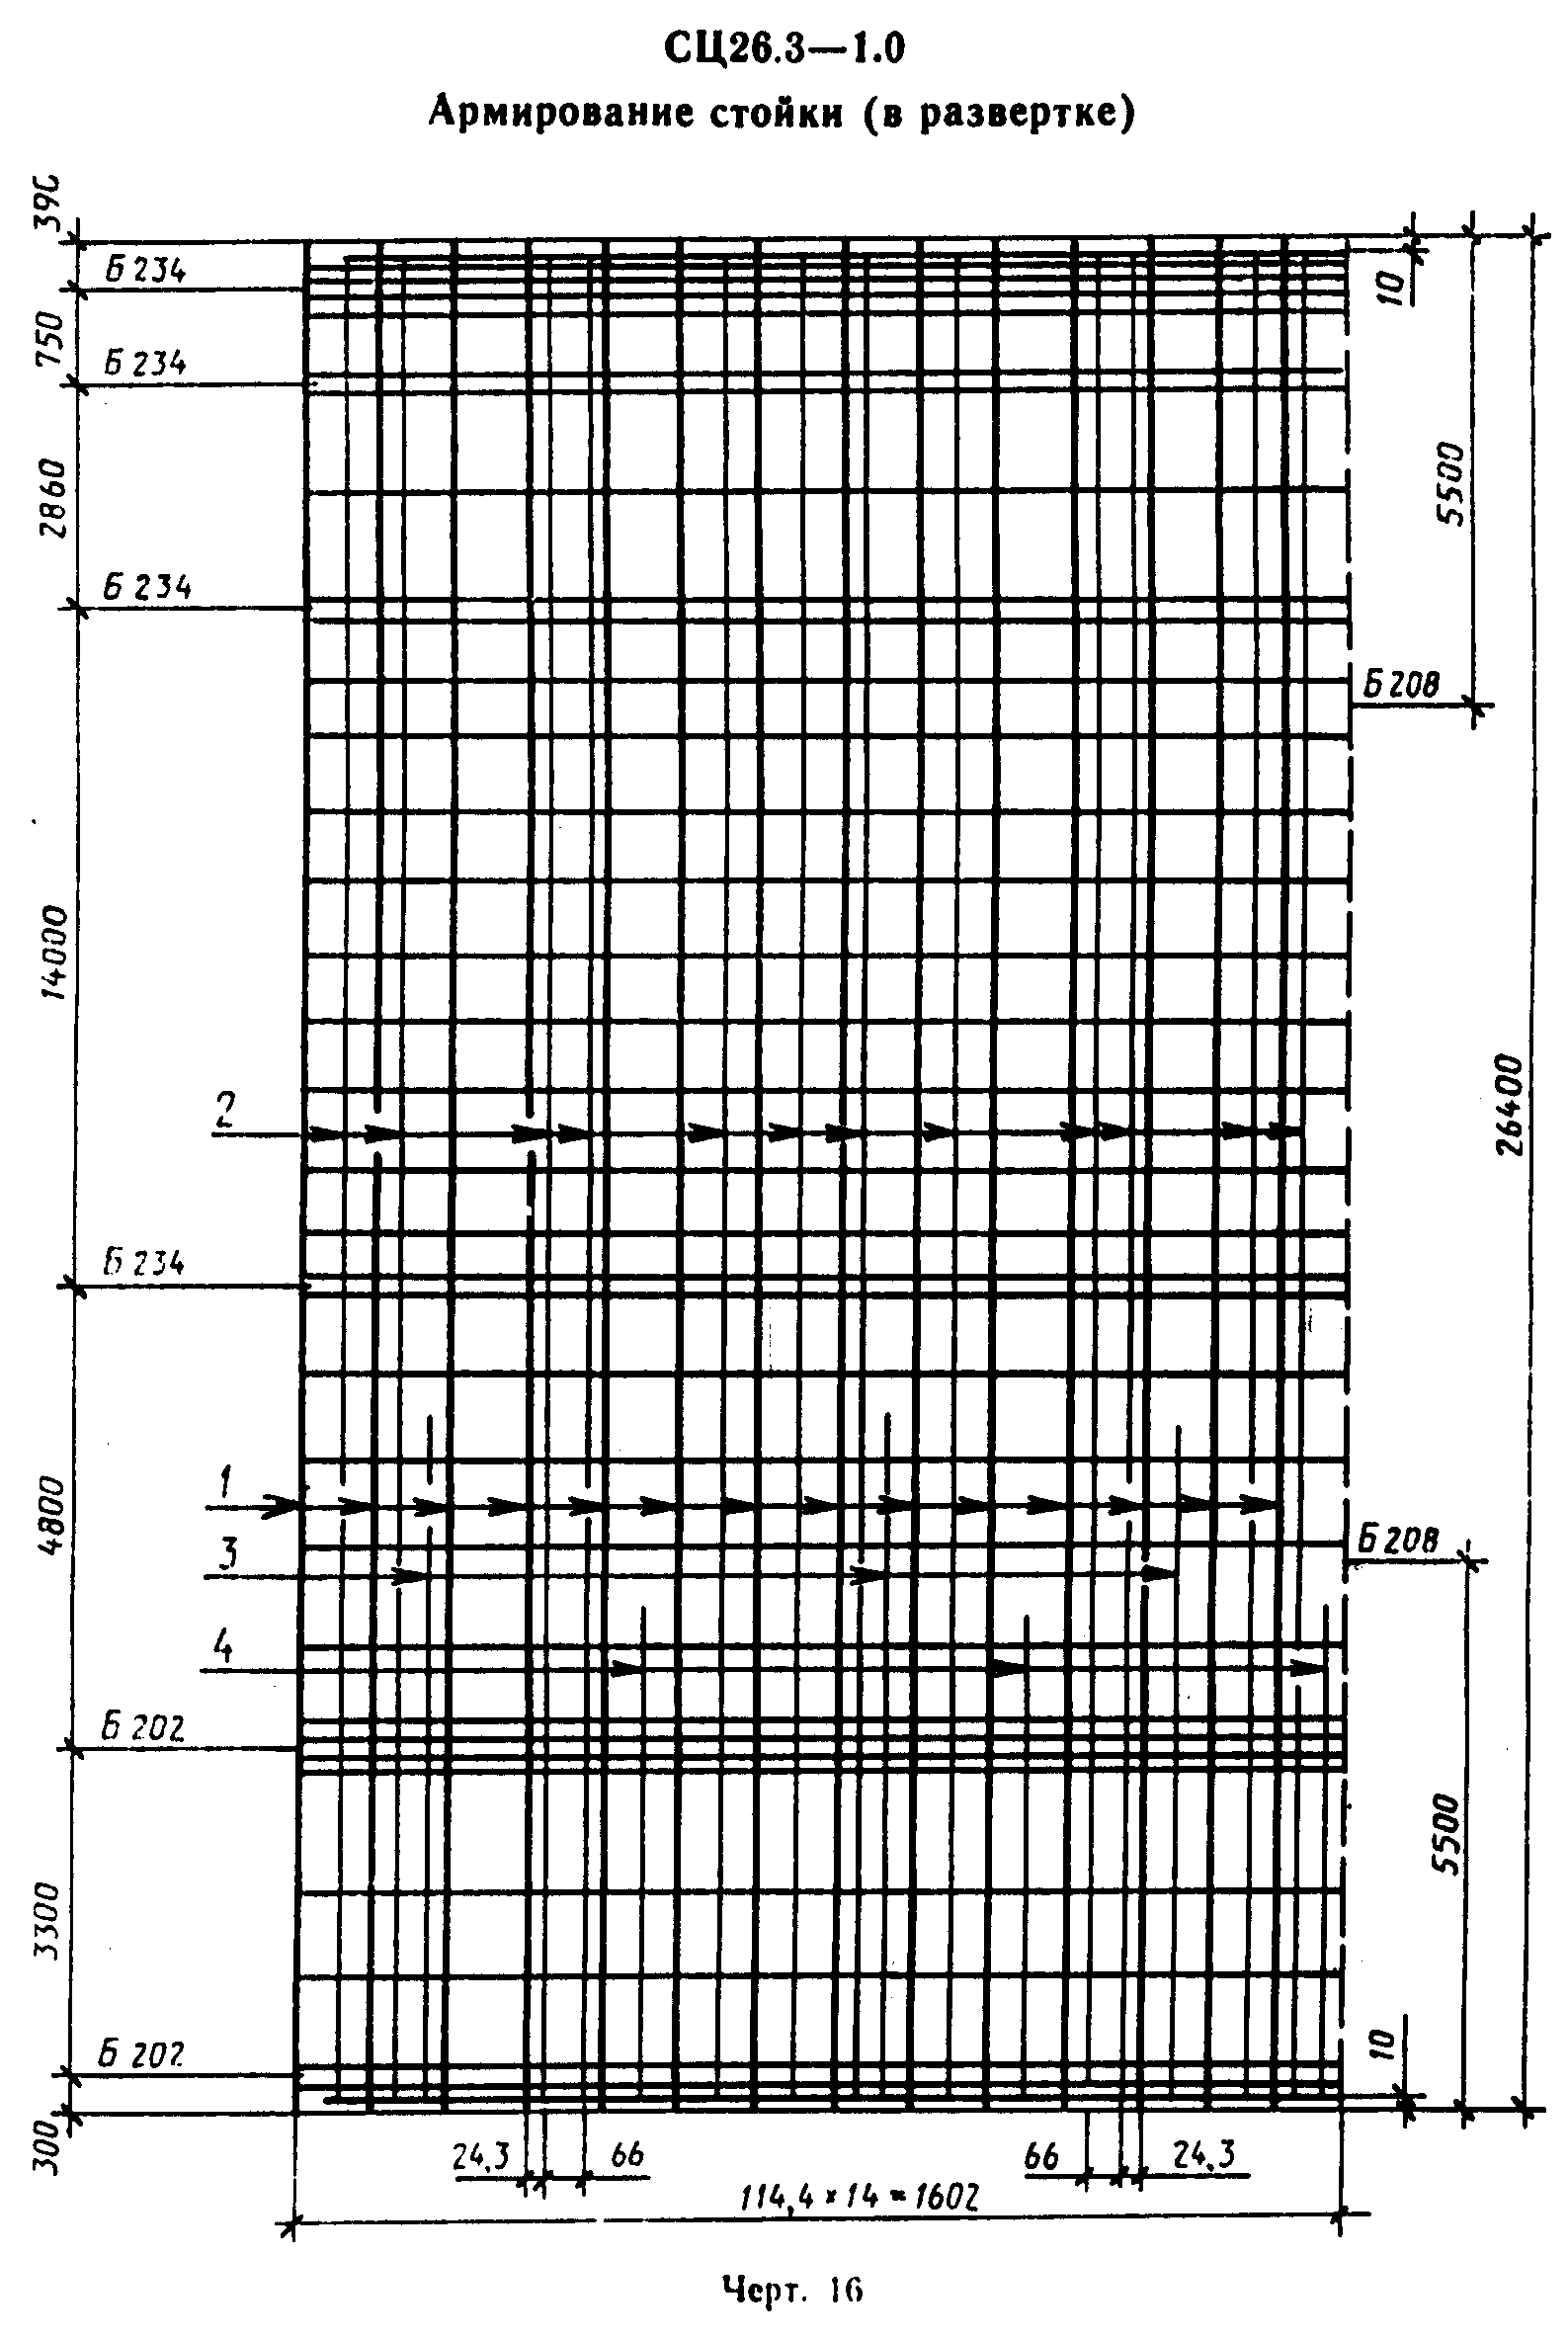 СЦ26.3—1.0
Армирование стойки (в развертке)
390
Б 234
10
750
Б 234
5500
2860
Б 234
Б 208
14000
26400
2
Б 234
1
4800
3
Б 208
4
Б 202
5500
3300
Б 202
10
300
24,3
66
66
24,3
114,4 × 14 = 1602
Черт. 16